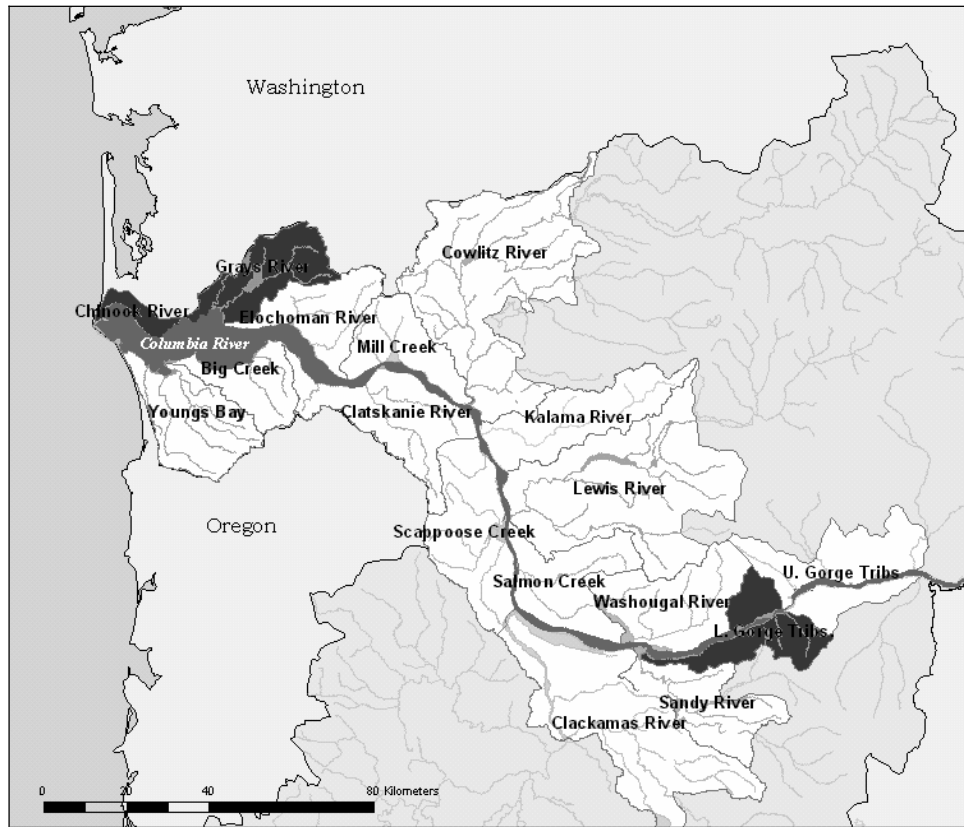 Washington
Cowlitz River
Grays River
Chinook River
Elochoman River
Columbia River
Mill Creek
Big Creek
Youngs Bay
Clatskanie River
Kalama River
Lewis River
Oregon
Scappoose Creek
U. Gorge Tribs
Salmon Creek
Washougal River
L. Gorge Tribs
Sandy River
Clackamas River
0 20 40 80 Kilometers